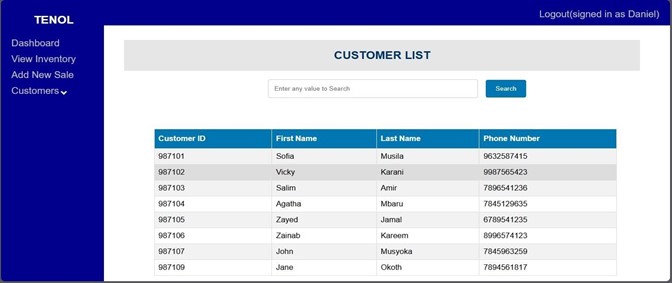 TENOL
Logout(signed in as Daniel)
Dashboard
View Inventory
Add New Sale
Customers
CUSTOMER LIST
Enter any value to Search
Search
Customer ID First Name Last Name Phone Number
987101 Sofia Musila 9632587415
987102 Vicky Karani 9987565423
987103 Salim Amir 7896541236
987104 Agatha Mbaru 7845129635
987105 Zayed Jamal 6789541235
987106 Zainab Kareem 8996574123
987107 John Musyoka 7845963259
987109 Jane Okoth 7894561817